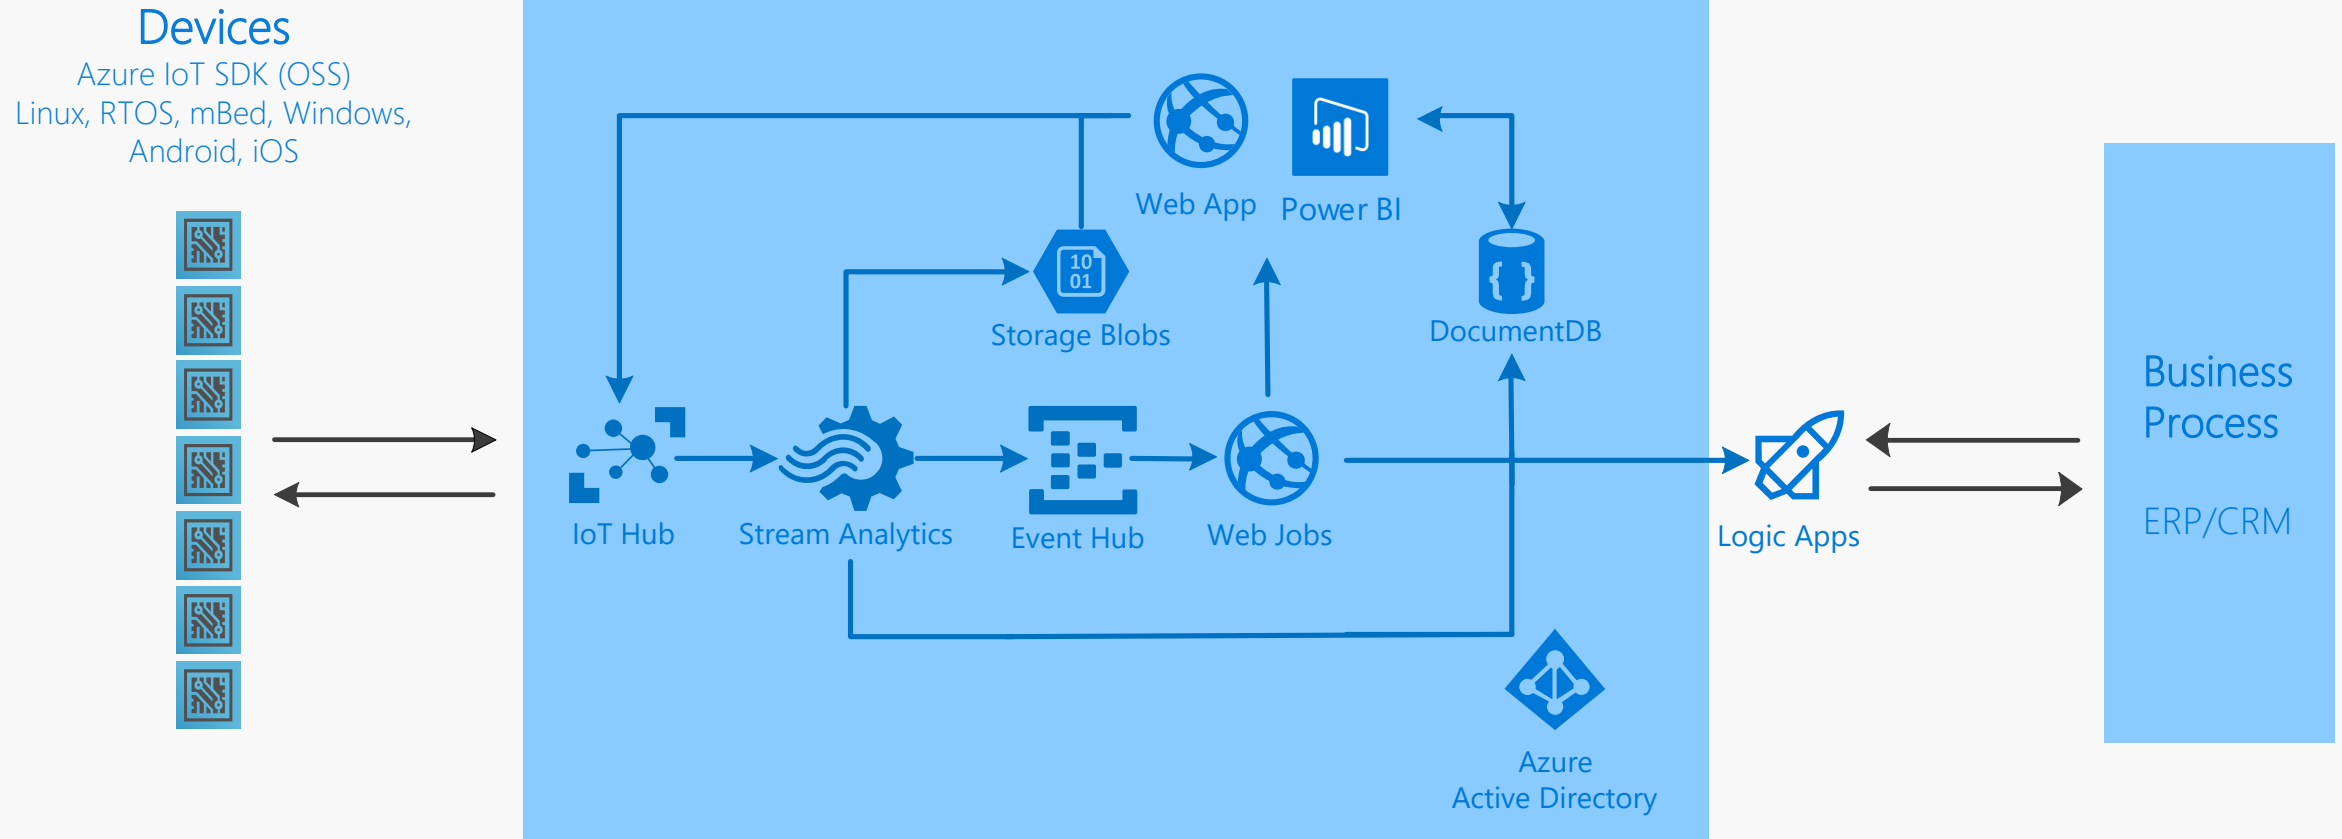 Devices
Azure IoT SDK (OSS)
Linux, RTOS, mBed, Windows,
Android, iOS
Web App
Power BI
10
01
Storage Blobs
{ }
DocumentDB
IoT Hub
Stream Analytics
Event Hub
Web Jobs
Logic Apps
Azure
Active Directory
Business
Process
ERP/CRM